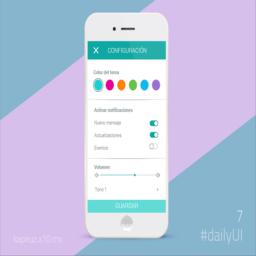 CONFIGURACIÓN
Color del tema
Activar notificaciones
Nuevo mensaje
Actualizaciones
Eventos
Volumen
Tono 1
GUARDAR
7
#dailyUI